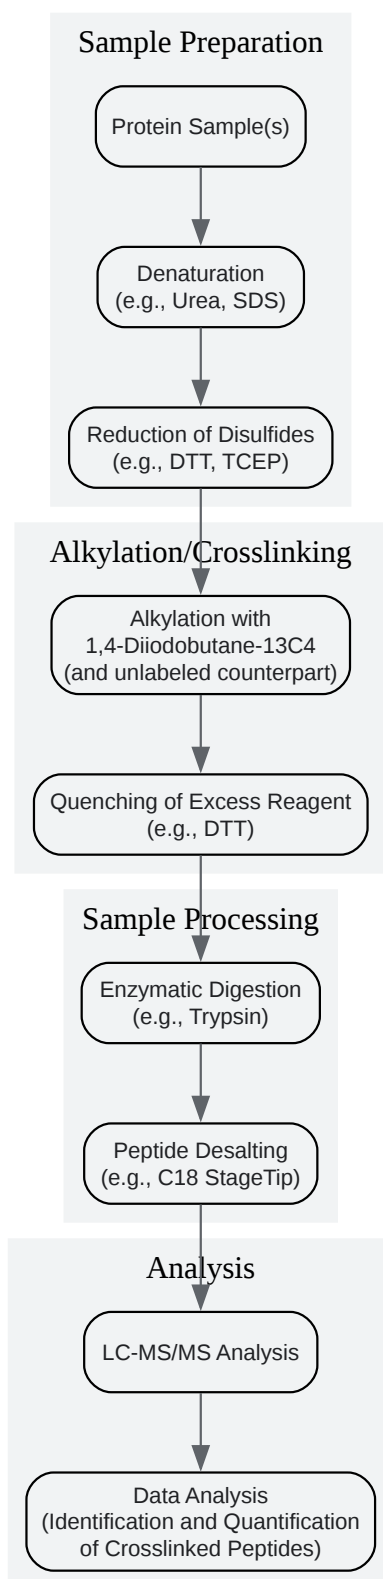 Sample Preparation
Protein Sample(s)
Denaturation
(e.g., Urea, SDS)
Reduction of Disulfides
(e.g., DTT, TCEP)
Alkylation/Crosslinking
Alkylation with
1,4-Diiodobutane-13C4
(and unlabeled counterpart)
Quenching of Excess Reagent
(e.g., DTT)
Sample Processing
Enzymatic Digestion
(e.g., Trypsin)
Peptide Desalting
(e.g., C18 StageTip)
Analysis
LC-MS/MS Analysis
Data Analysis
(Identification and Quantification
of Crosslinked Peptides)